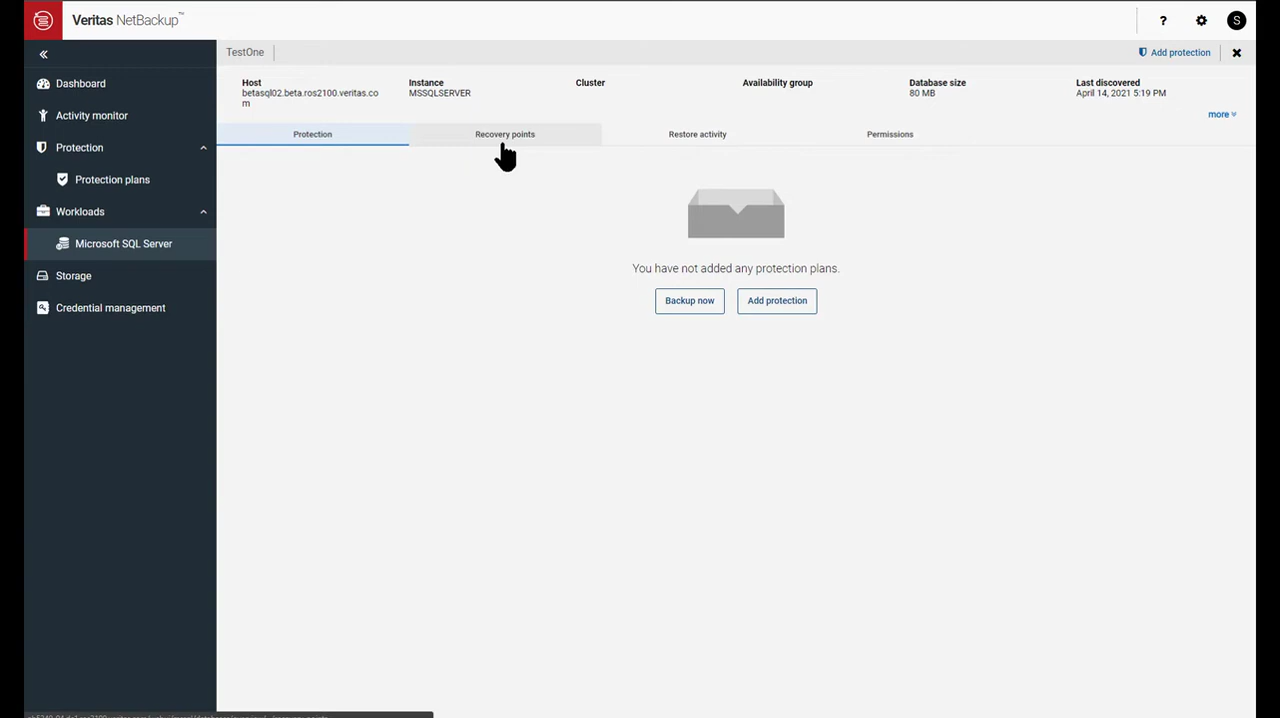 Veritas NetBackup™
?
S
TestOne
Add protection
Dashboard
Activity monitor
Protection
Protection plans
Workloads
Microsoft SQL Server
Storage
Credential management
Host
betasql02.beta.ros2100.veritas.co
m
Instance
MSSQLSERVER
Cluster
Availability group
Database size
80 MB
Last discovered
April 14, 2021 5:19 PM
more
Protection
Recovery points
Restore activity
Permissions
You have not added any protection plans.
Backup now
Add protection